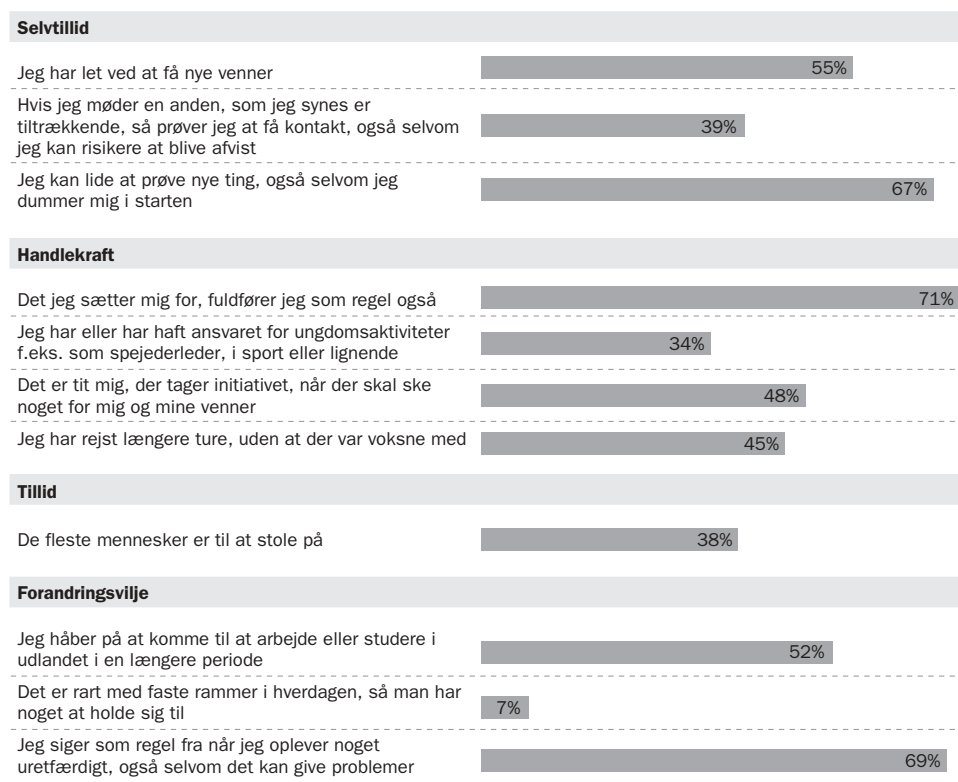 Selvtillid
Jeg har let ved at få nye venner
55%
Hvis jeg møder en anden, som jeg synes er
tiltrækkende, så prøver jeg at få kontakt, også selvom
jeg kan risikere at blive afvist
39%
Jeg kan lide at prøve nye ting, også selvom jeg
dummer mig i starten
67%
Handlekraft
Det jeg sætter mig for, fuldfører jeg som regel også
71%
Jeg har eller har haft ansvaret for ungdomsaktiviteter
f.eks. som spejederleder, i sport eller lignende
34%
Det er tit mig, der tager initiativet, når der skal ske
noget for mig og mine venner
48%
Jeg har rejst længere ture, uden at der var voksne med
45%
Tillid
De fleste mennesker er til at stole på
38%
Forandringsvilje
Jeg håber på at komme til at arbejde eller studere i
udlandet i en længere periode
52%
Det er rart med faste rammer i hverdagen, så man har
noget at holde sig til
7%
Jeg siger som regel fra når jeg oplever noget
uretfærdigt, også selvom det kan give problemer
69%